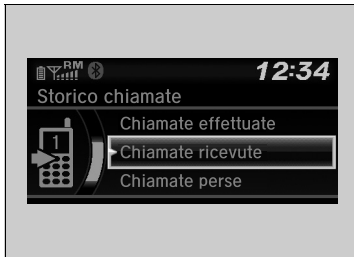 RM 12:34
Storico chiamate
Chiamate effettuate
1
Chiamate ricevute
Chiamate perse